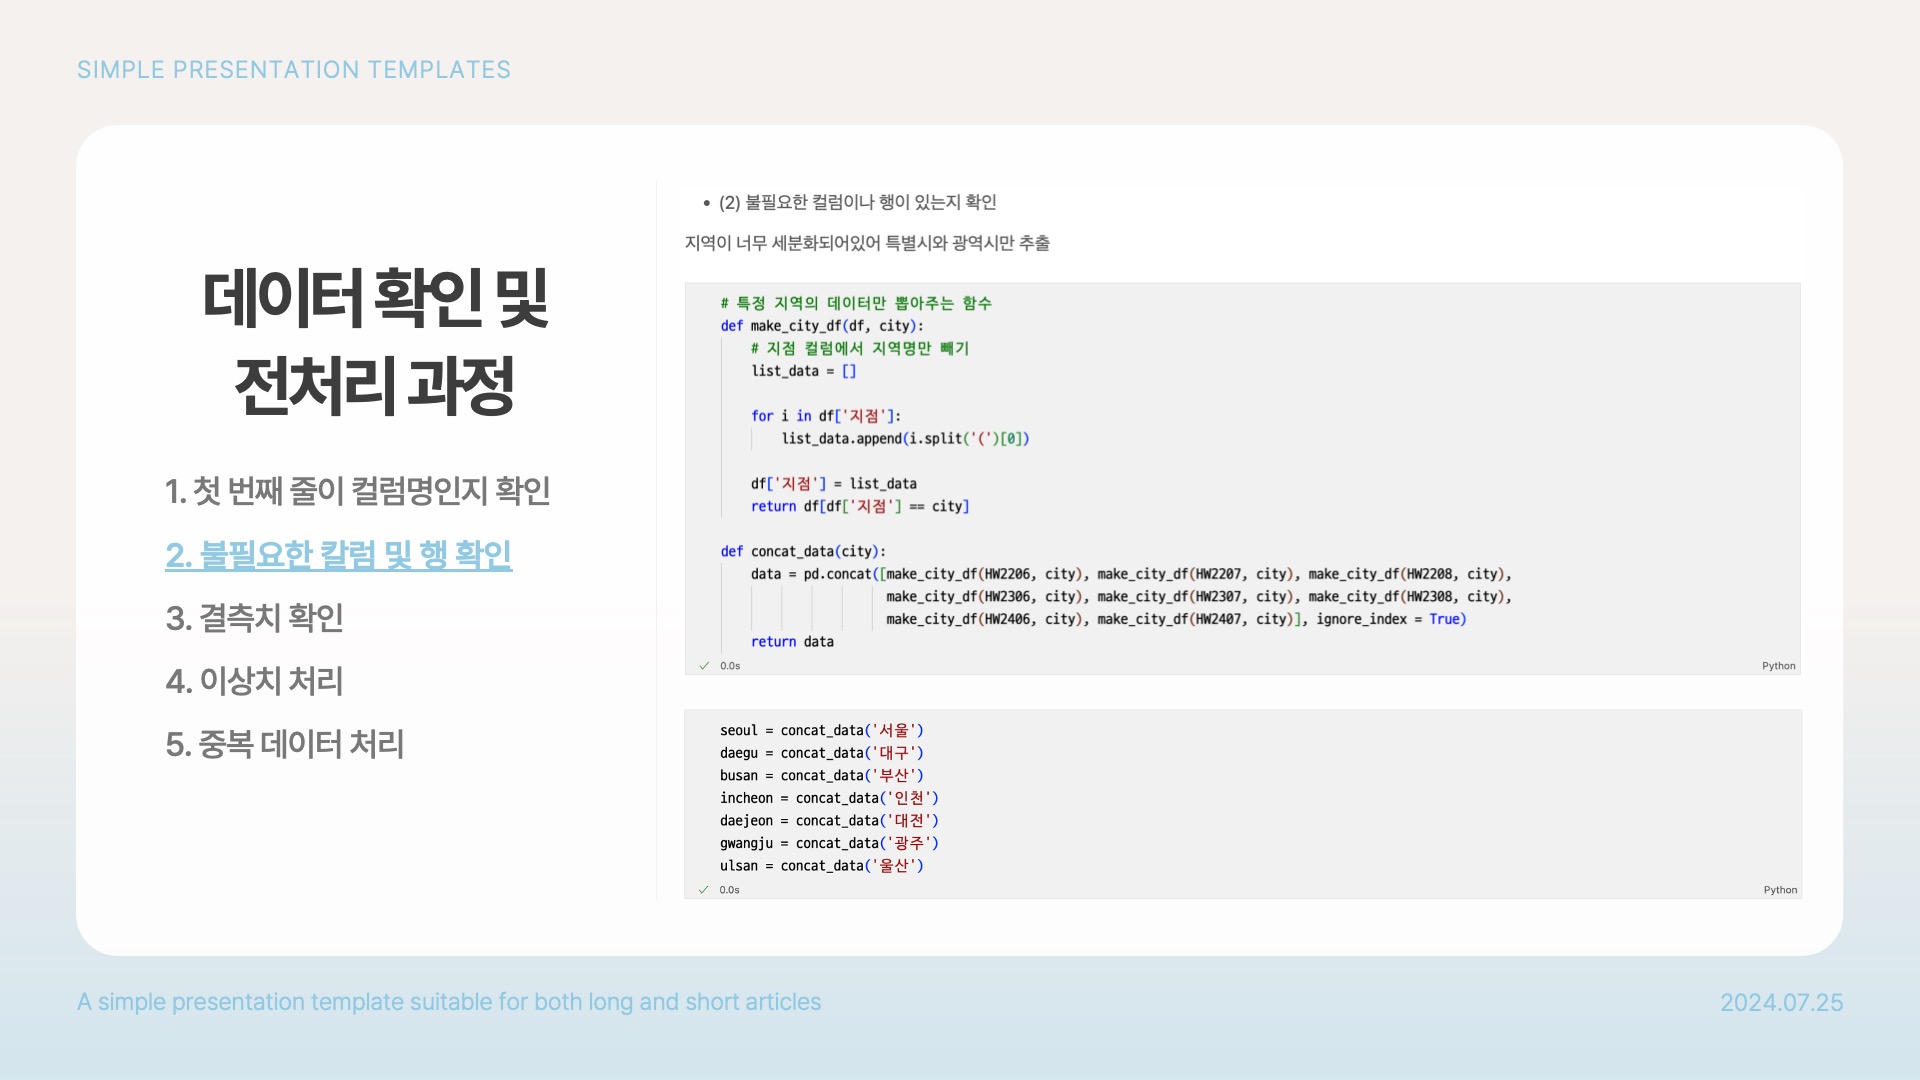 SIMPLE PRESENTATION TEMPLATES
데이터 확인 및
전처리 과정
1. 첫 번째 줄이 컬럼명인지 확인
2. 불필요한 칼럼 및 행 확인
3. 결측치 확인
4. 이상치 처리
5. 중복 데이터 처리
• (2) 불필요한 컬럼이나 행이 있는지 확인
지역이 너무 세분화되어있어 특별시와 광역시만 추출
# 특정 지역의 데이터만 뽑아주는 함수
def make_city_df(df, city):
    # 지점 컬럼에서 지역명만 빼기
    list_data = []
    for i in df['지점']:
        list_data.append(i.split('(')[0])
    df['지점'] = list_data
    return df[df['지점'] == city]
def concat_data(city):
    data = pd.concat([make_city_df(HW2206, city), make_city_df(HW2207, city), make_city_df(HW2208, city),
                      make_city_df(HW2306, city), make_city_df(HW2307, city), make_city_df(HW2308, city),
                      make_city_df(HW2406, city), make_city_df(HW2407, city)], ignore_index = True)
    return data
✓ 0.0s Python
seoul = concat_data('서울')
daegu = concat_data('대구')
busan = concat_data('부산')
incheon = concat_data('인천')
daejeon = concat_data('대전')
gwangju = concat_data('광주')
ulsan = concat_data('울산')
✓ 0.0s Python
A simple presentation template suitable for both long and short articles
2024.07.25